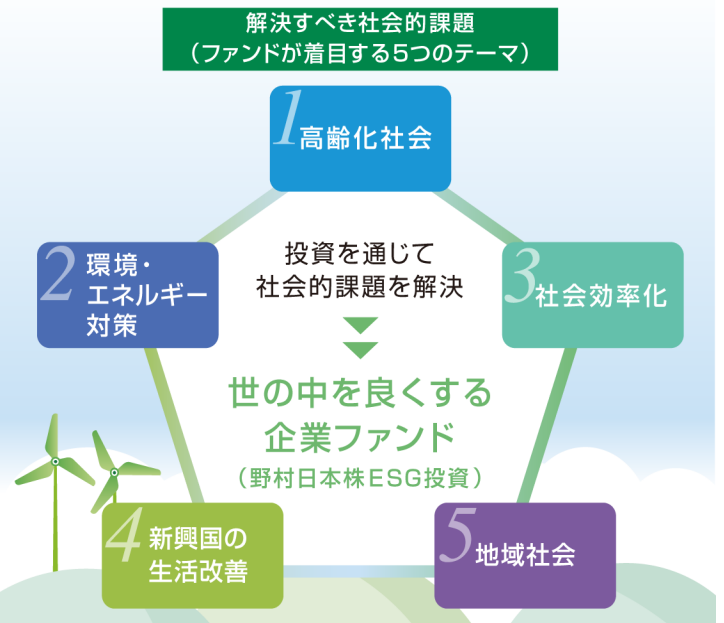 解決すべき社会的課題
（ファンドが着目する5つのテーマ）
1 高齢化社会
2 環境・
エネルギー
対策
3 社会効率化
投資を通じて
社会的課題を解決
世の中を良くする
企業ファンド
（野村日本株ESG投資）
4 新興国の
生活改善
5 地域社会